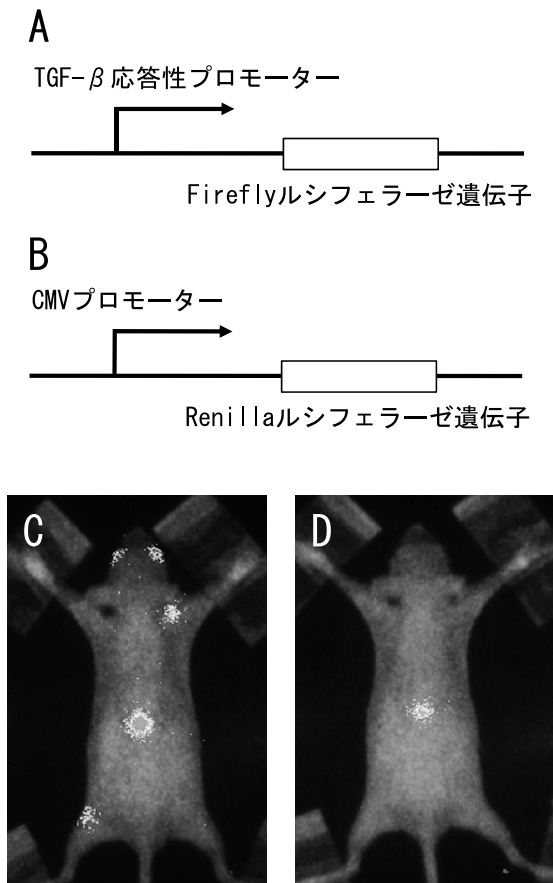 A
TGF-β応答性プロモーター
Fireflyルシフェラーゼ遺伝子
B
CMVプロモーター
Renillaルシフェラーゼ遺伝子
C
D